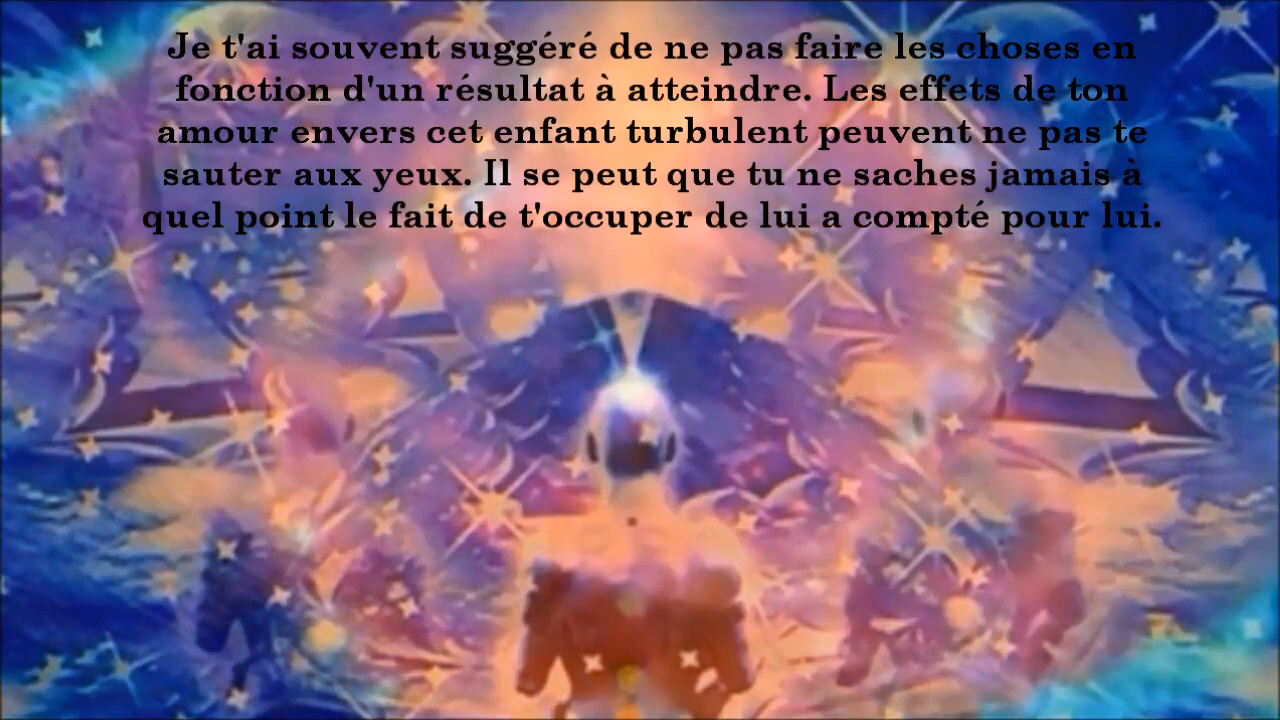 Je t'ai souvent suggéré de ne pas faire les choses en
fonction d'un résultat à atteindre. Les effets de ton
amour envers cet enfant turbulent peuvent ne pas te
sauter aux yeux. Il se peut que tu ne saches jamais à
quel point le fait de t'occuper de lui a compté pour lui.